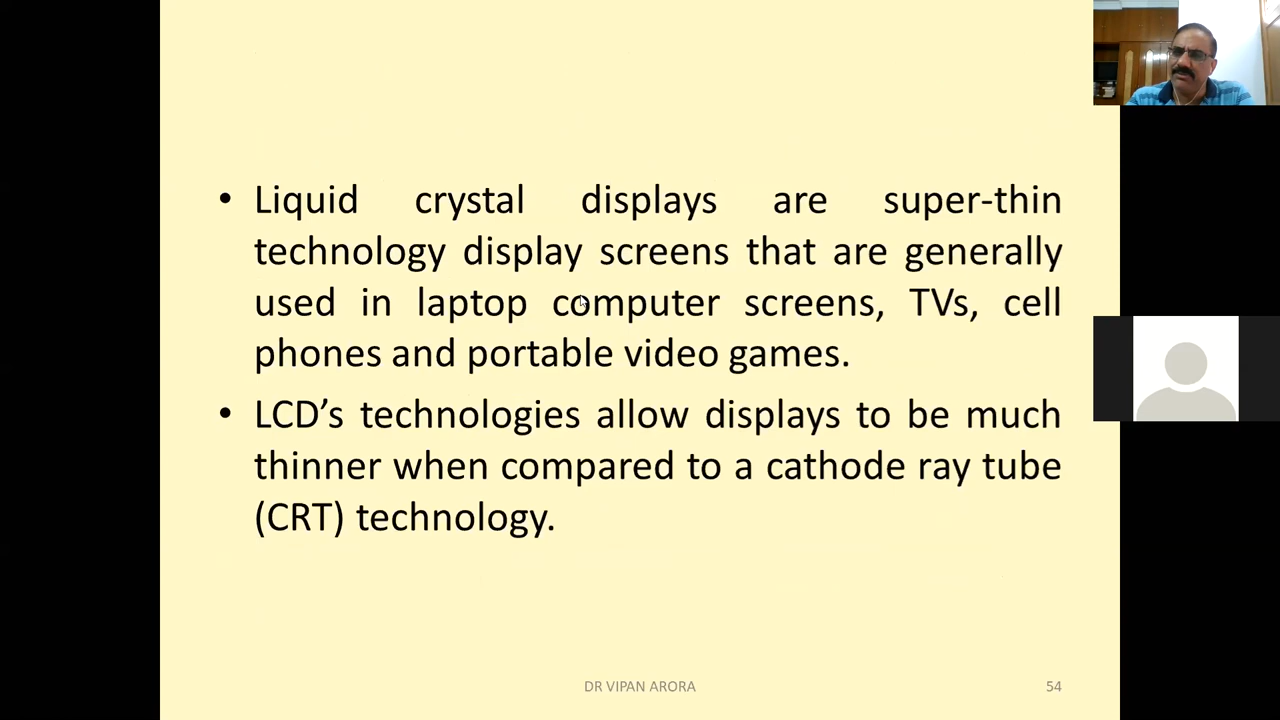 • Liquid crystal displays are super-thin
technology display screens that are generally
used in laptop computer screens, TVs, cell
phones and portable video games.
• LCD’s technologies allow displays to be much
thinner when compared to a cathode ray tube
(CRT) technology.
DR VIPAN ARORA
54